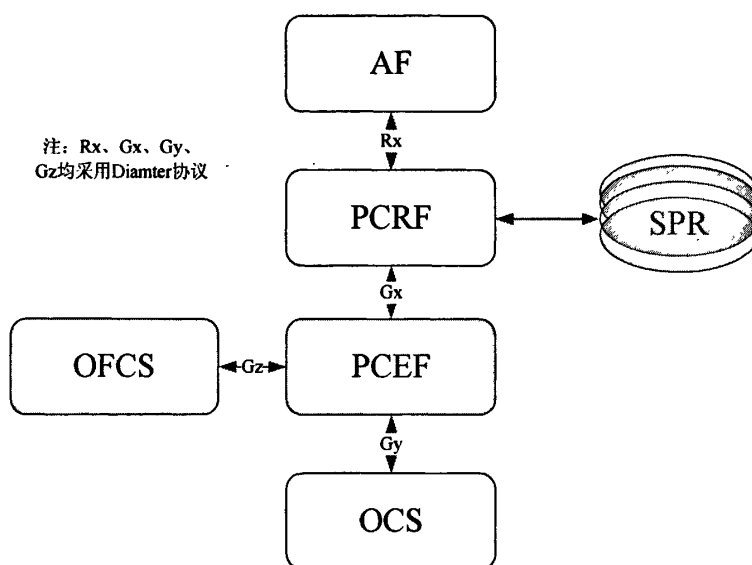 AF
Rx
注：Rx、Gx、Gy、
Gz均采用Diamter协议
PCRF
SPR
Gx
OFCS
Gz
PCEF
Gy
OCS